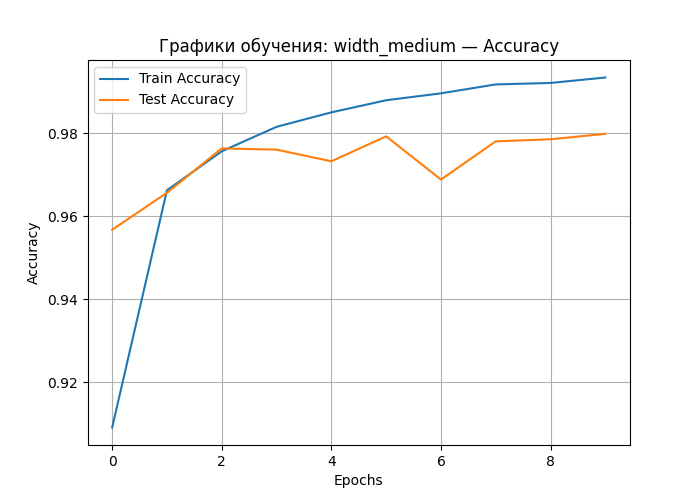 Графики обучения: width_medium — Accuracy
Train Accuracy
Test Accuracy
Accuracy
0.98
0.96
0.94
0.92
0 2 4 6 8
Epochs